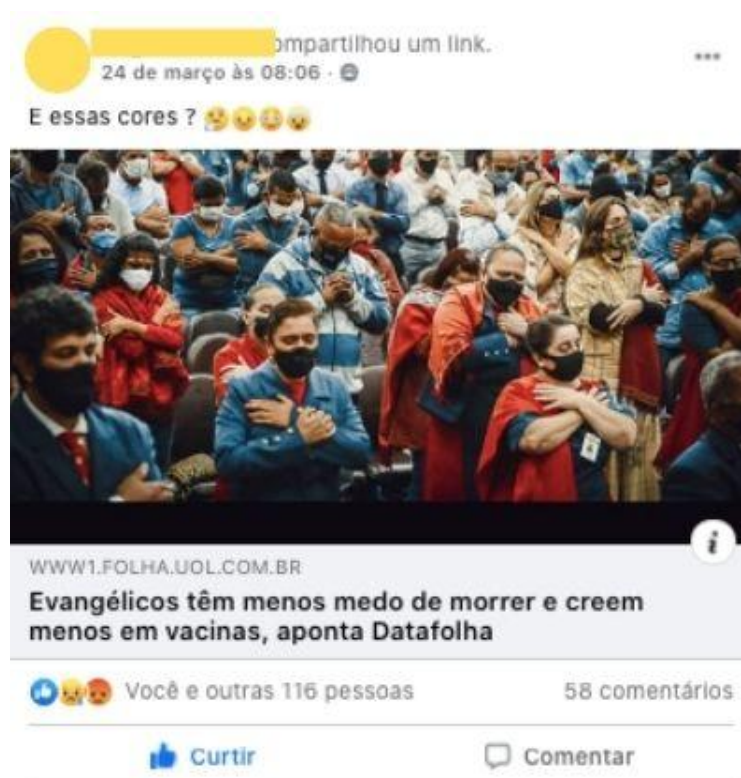 ompartilhou um link.
24 de março às 08:06
E essas cores ?
WWW1.FOLHA.UOL.COM.BR
Evangélicos têm menos medo de morrer e creem
menos em vacinas, aponta Datafolha
Você e outras 116 pessoas
58 comentários
Curtir
Comentar